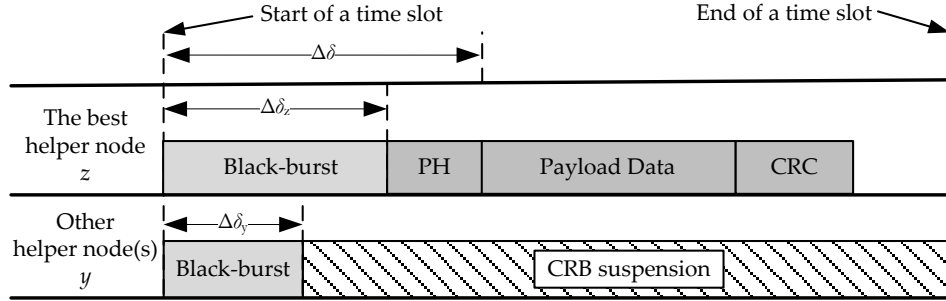 Start of a time slot
End of a time slot
Δδ
Δδz
The best
helper node
z
Black-burst
PH
Payload Data
CRC
Δδy
Other
helper node(s)
y
Black-burst
CRB suspension